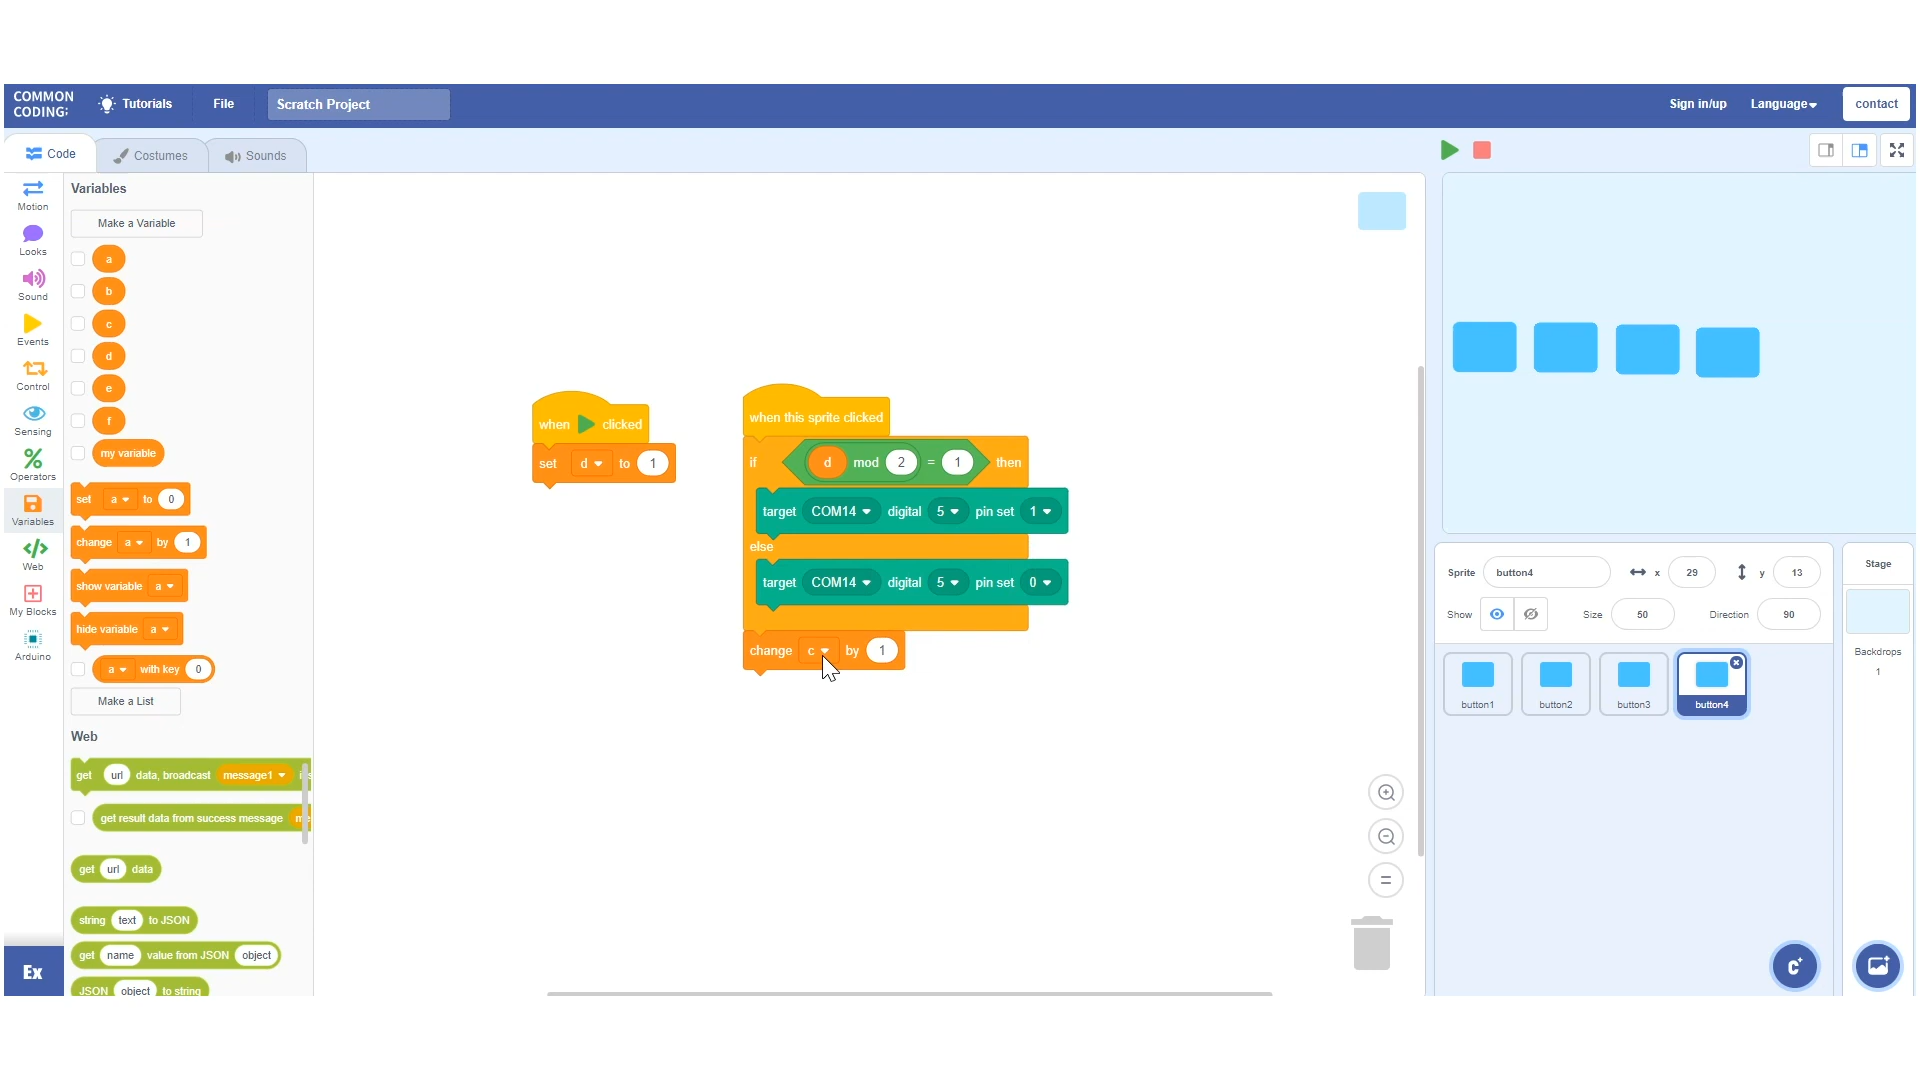 COMMON
CODING;
Tutorials
File
Scratch Project
Sign in/up
Language
contact
Code
Costumes
Sounds
Motion
Looks
Sound
Events
Control
Sensing
Operators
Variables
Web
My Blocks
Arduino
Ex
Variables
Make a Variable
a
b
c
d
e
f
my variable
set a to 0
change a by 1
show variable a
hide variable a
a with key 0
Make a List
Web
get url data, broadcast message1
get result data from success message
get url data
string text to JSON
get name value from JSON object
JSON object to string
when clicked
set d to 1
when this sprite clicked
if d mod 2 = 1 then
target COM14 digital 5 pin set 1
else
target COM14 digital 5 pin set 0
change c by 1
Sprite button4 x 29 y 13
Show Size 50 Direction 90
button1
button2
button3
button4
Stage
Backdrops
1